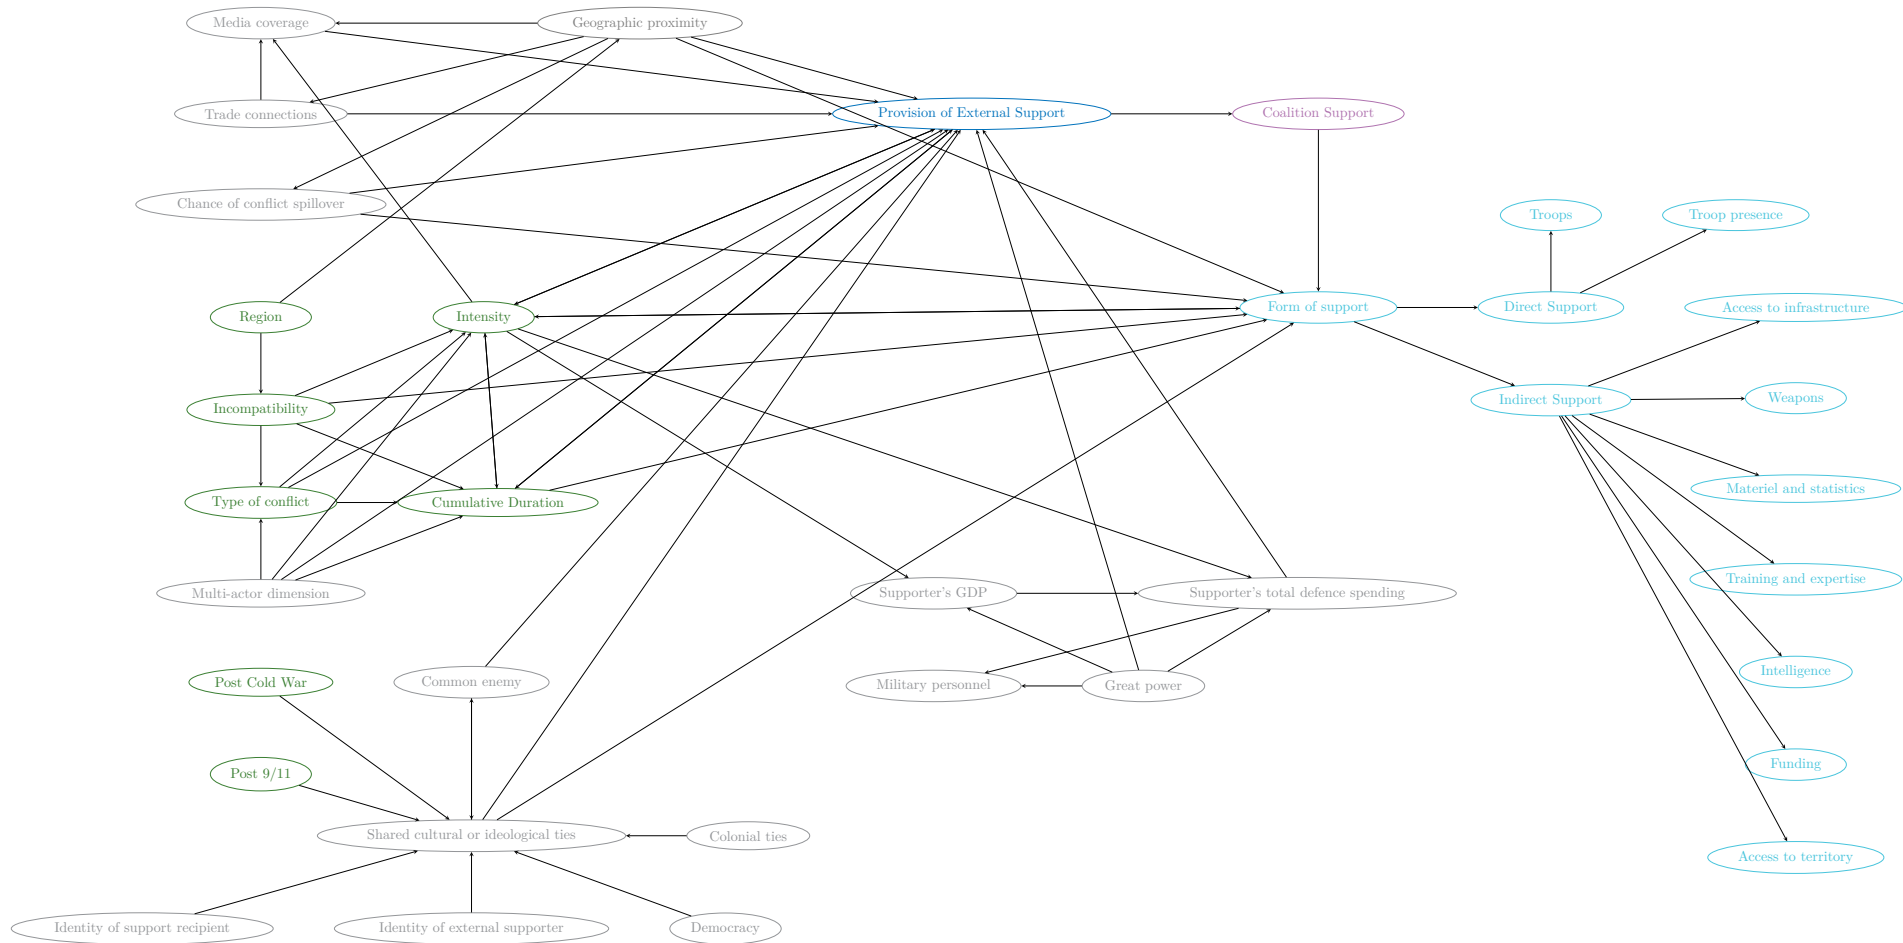 Media coverage
Geographic proximity
Trade connections
Provision of External Support
Coalition Support
Chance of conflict spillover
Troops
Troop presence
Region
Intensity
Form of support
Direct Support
Access to infrastructure
Incompatibility
Indirect Support
Weapons
Type of conflict
Cumulative Duration
Materiel and statistics
Multi-actor dimension
Supporter's GDP
Supporter's total defence spending
Training and expertise
Post Cold War
Common enemy
Military personnel
Great power
Intelligence
Post 9/11
Funding
Shared cultural or ideological ties
Colonial ties
Access to territory
Identity of support recipient
Identity of external supporter
Democracy